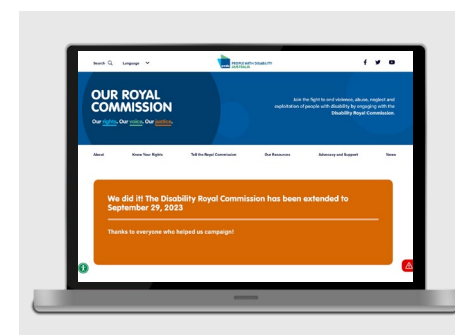 Search
Language
PEOPLE WITH DISABILITY
AUSTRALIA
OUR ROYAL
COMMISSION
Our rights. Our voice. Our justice.
Join the fight to end violence, abuse, neglect and
exploitation of people with disability by engaging with the
Disability Royal Commission.
About
Know Your Rights
Tell the Royal Commission
Our Resources
Advocacy and Support
News
We did it! The Disability Royal Commission has been extended to
September 29, 2023
Thanks to everyone who helped us campaign!